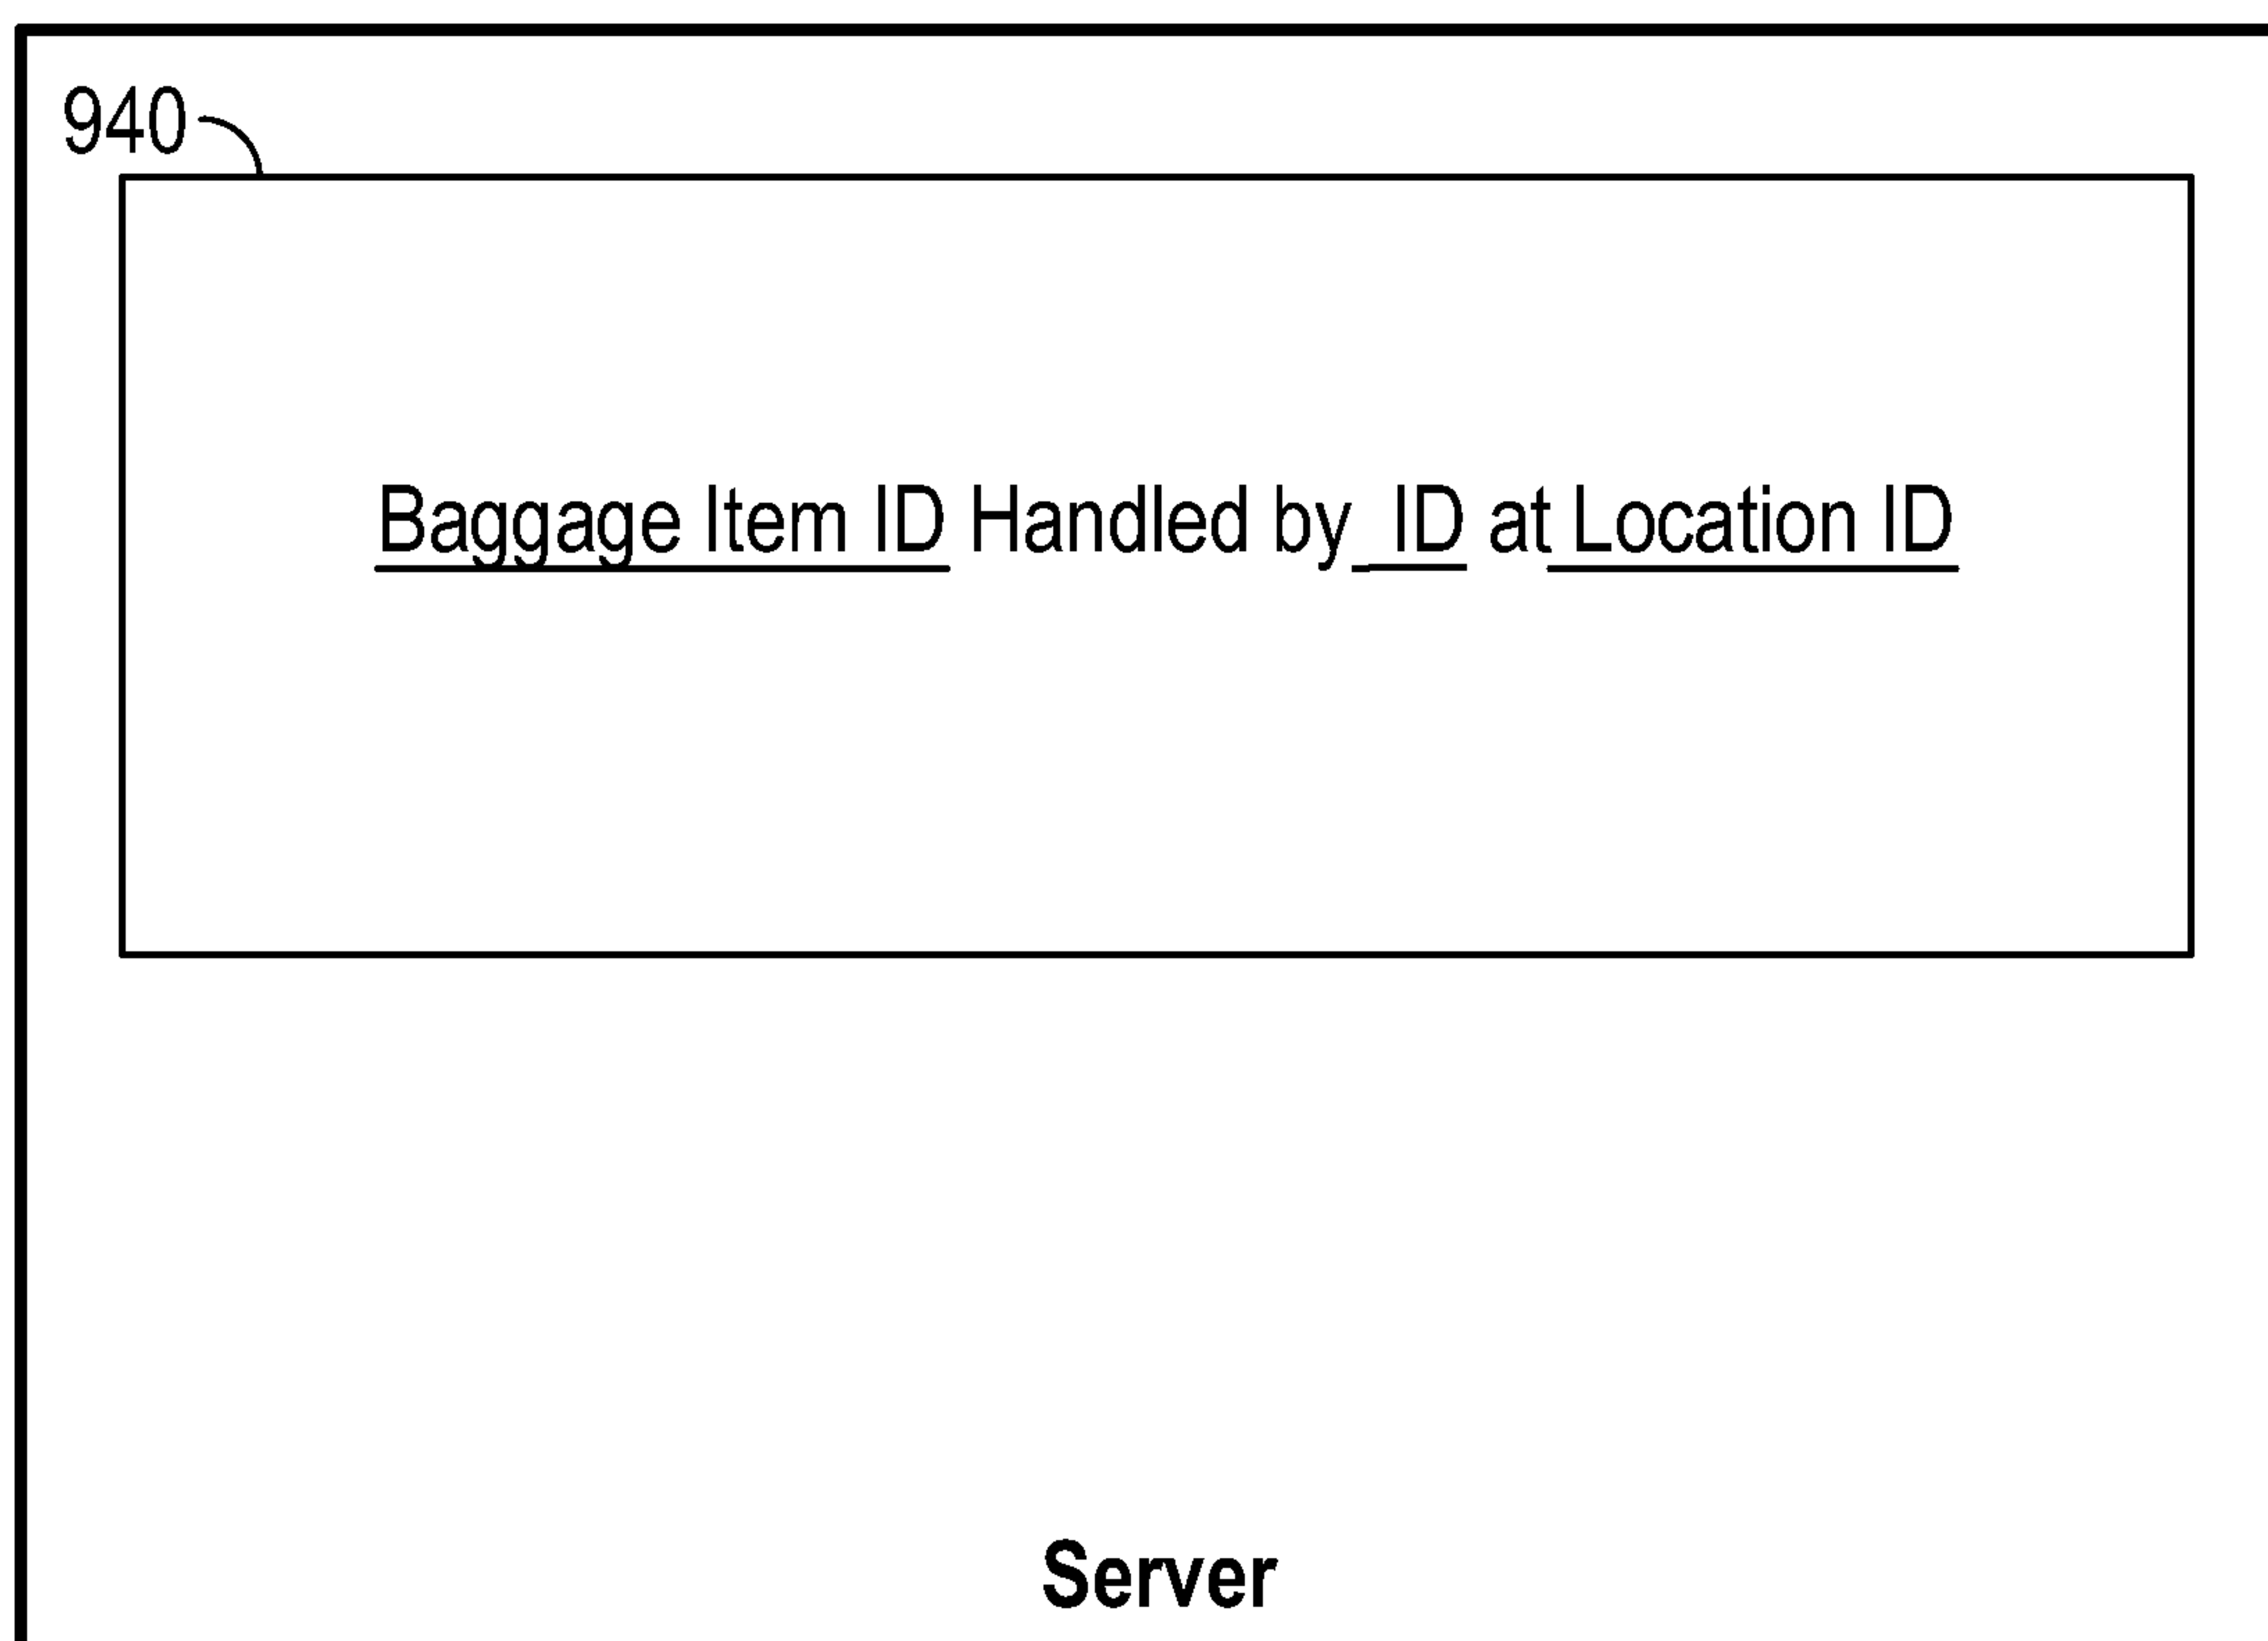 940
Baggage Item ID Handled by ID at Location ID
Server